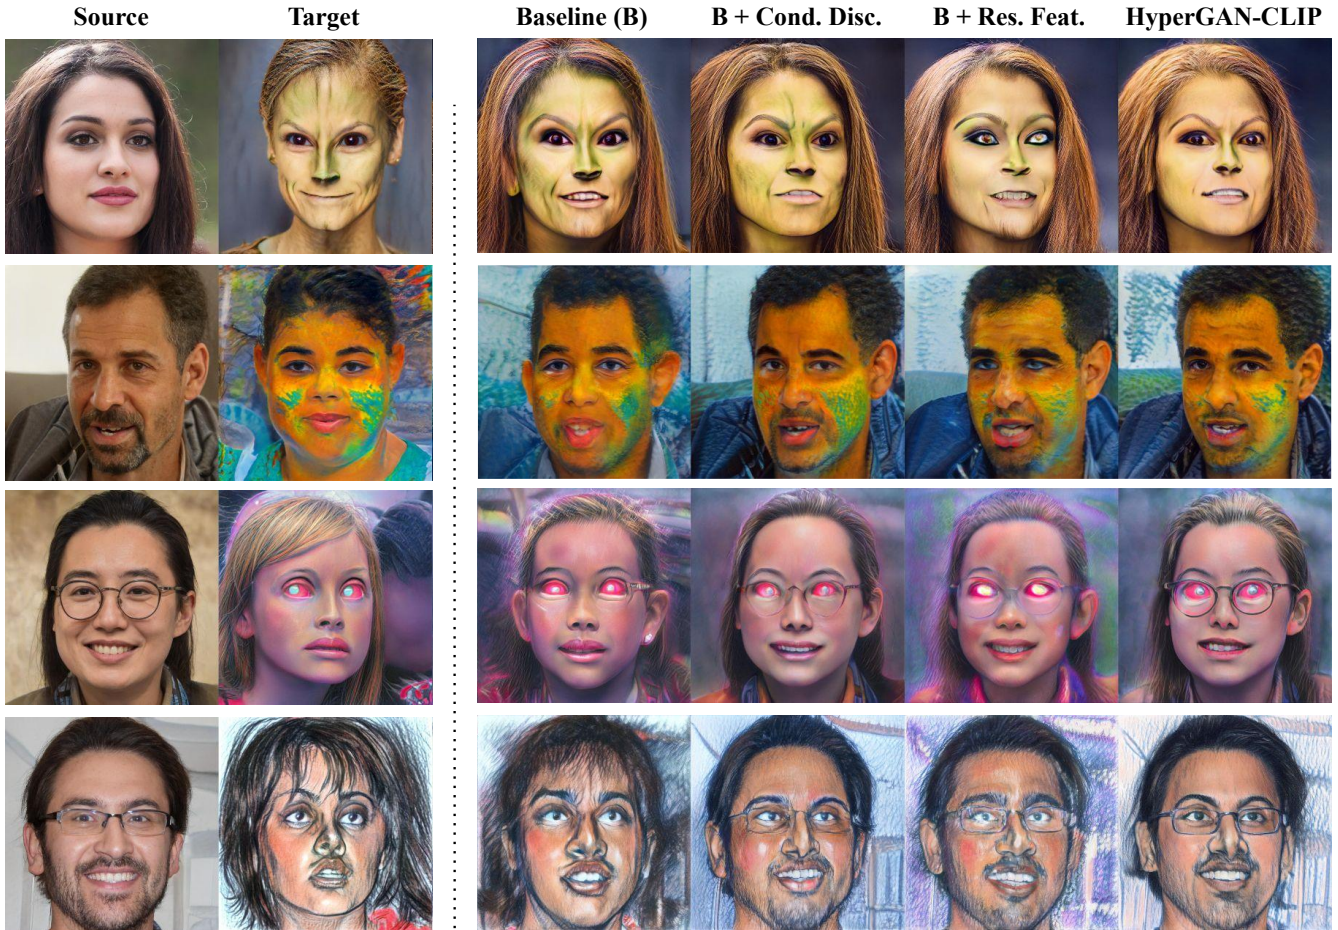 Source Target Baseline (B) B + Cond. Disc. B + Res. Feat. HyperGAN-CLIP